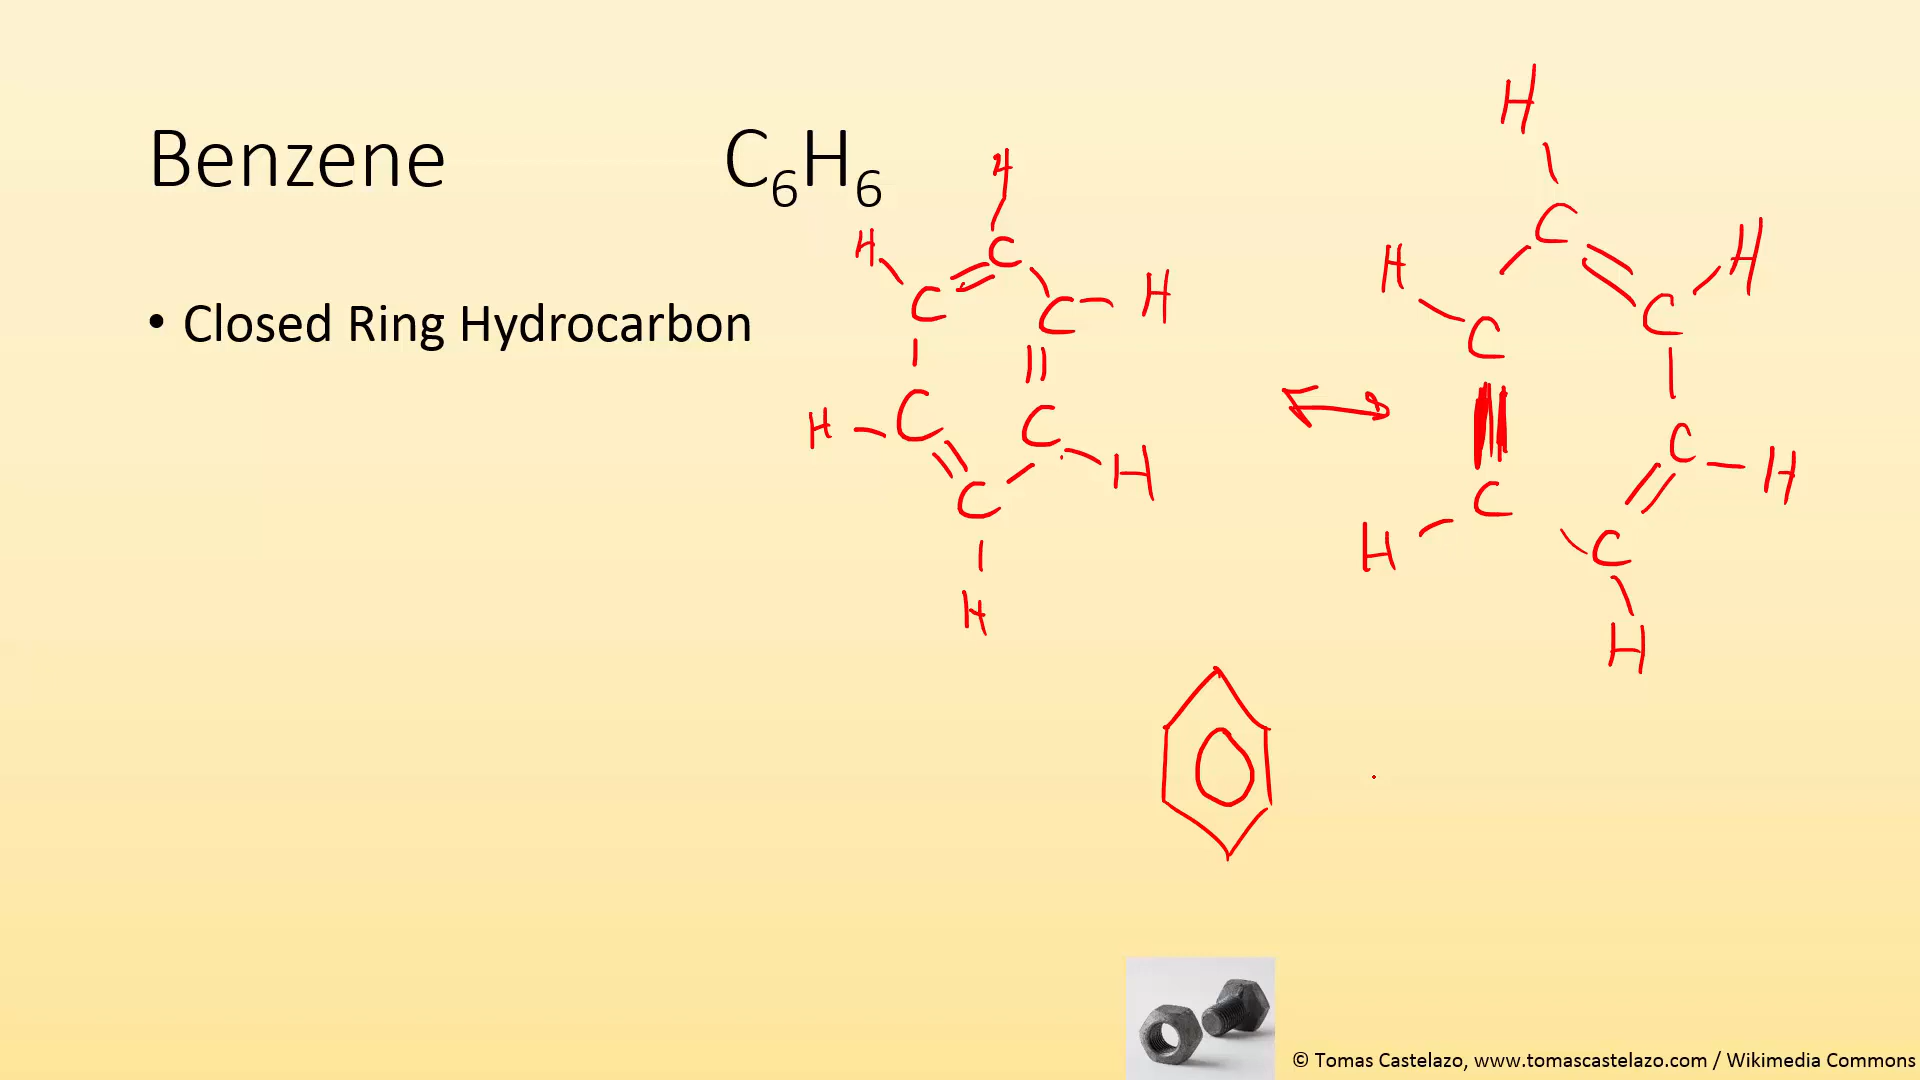 Benzene C₆H₆
• Closed Ring Hydrocarbon
H
H
C
H
C
C
H
C
H
C
C
H
H
H
C
H
C
H
C
C
H
C
H
C
H
© Tomas Castelazo, www.tomascastelazo.com / Wikimedia Commons